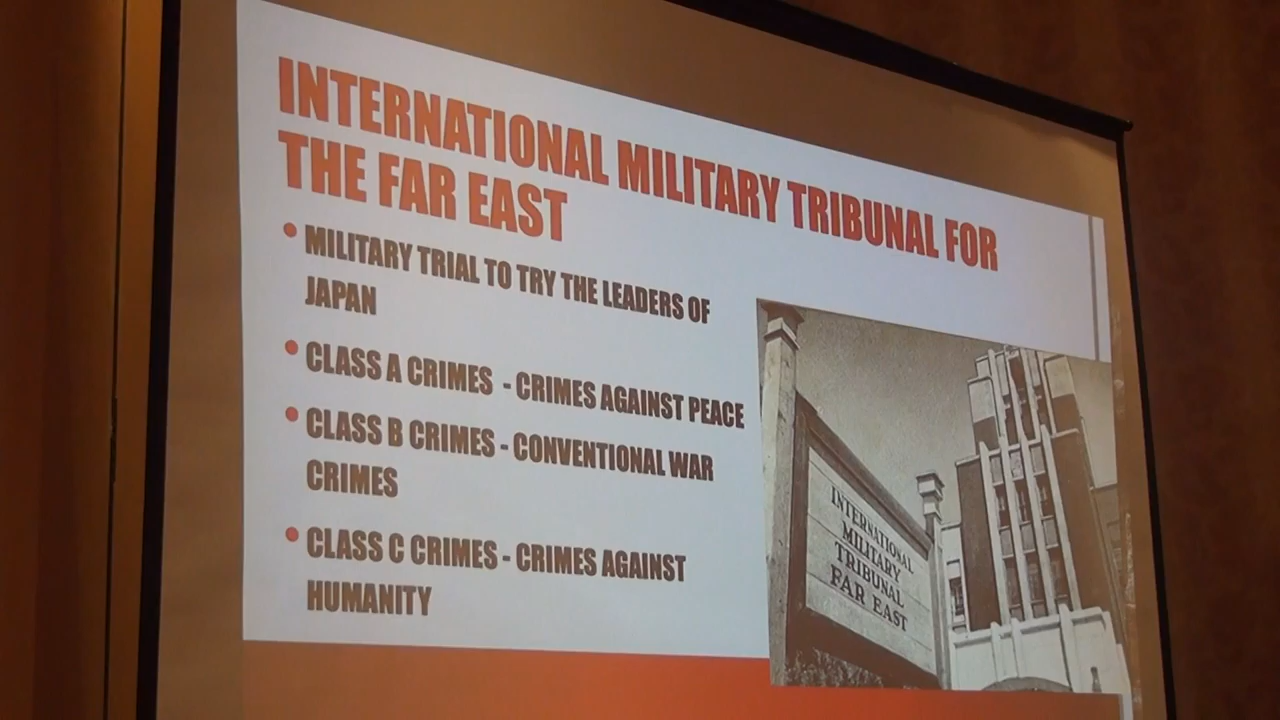 INTERNATIONAL MILITARY TRIBUNAL FOR
THE FAR EAST
• MILITARY TRIAL TO TRY THE LEADERS OF
JAPAN
• CLASS A CRIMES - CRIMES AGAINST PEACE
• CLASS B CRIMES - CONVENTIONAL WAR
CRIMES
• CLASS C CRIMES - CRIMES AGAINST
HUMANITY
INTERNATIONAL
MILITARY
TRIBUNAL
FAR EAST